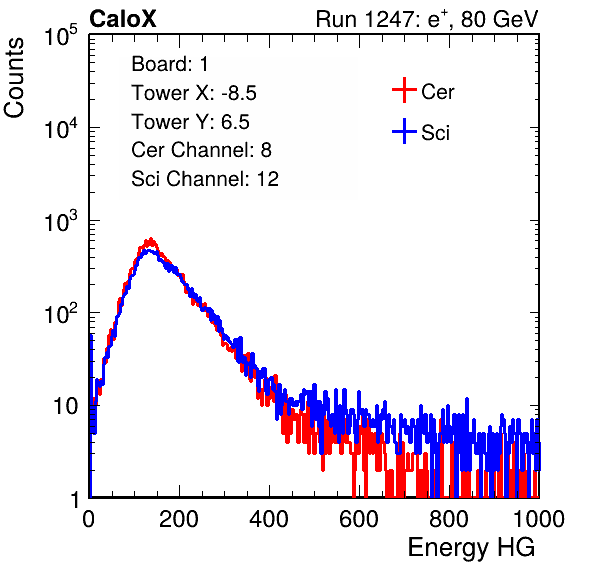 CaloX Run 1247: e⁺, 80 GeV
Counts
Board: 1
Tower X: -8.5
Tower Y: 6.5
Cer Channel: 8
Sci Channel: 12
Cer
Sci
10⁵
10⁴
10³
10²
10
1
0 200 400 600 800 1000
Energy HG